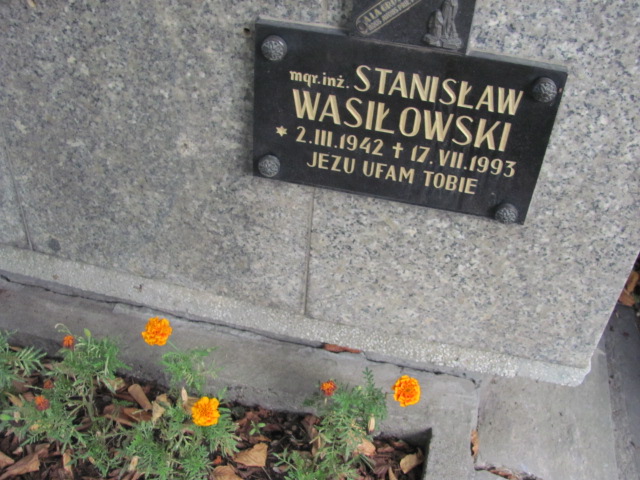 mgr.inż. STANISŁAW
WASIŁOWSKI
* 2.III.1942 † 17.VII.1993
JEZU UFAM TOBIE